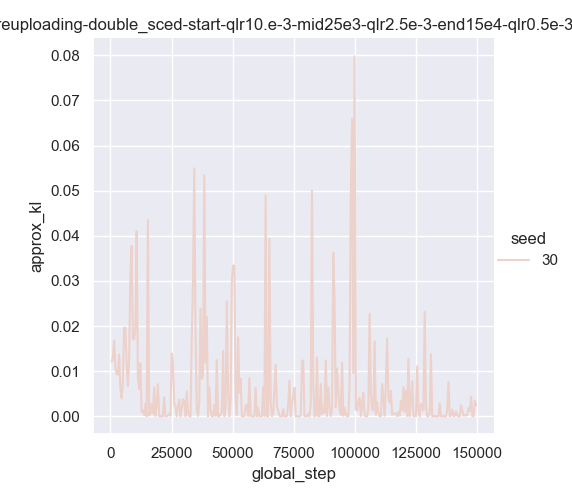 reuploading-double_sced-start-qlr10.e-3-mid25e3-qlr2.5e-3-end15e4-qlr0.5e-3
0.08
0.07
0.06
0.05
0.04
0.03
0.02
0.01
0.00
approx_kl
0 25000 50000 75000 100000 125000 150000
global_step
seed
30